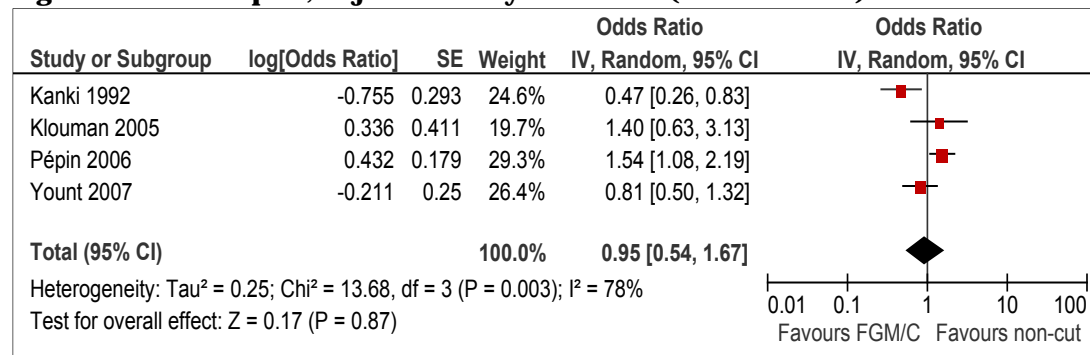 Odds Ratio Odds Ratio
Study or Subgroup log[Odds Ratio] SE Weight IV, Random, 95% CI IV, Random, 95% CI
Kanki 1992 -0.755 0.293 24.6% 0.47 [0.26, 0.83]
Klouman 2005 0.336 0.411 19.7% 1.40 [0.63, 3.13]
Pépin 2006 0.432 0.179 29.3% 1.54 [1.08, 2.19]
Yount 2007 -0.211 0.25 26.4% 0.81 [0.50, 1.32]
Total (95% CI) 100.0% 0.95 [0.54, 1.67]
Heterogeneity: Tau² = 0.25; Chi² = 13.68, df = 3 (P = 0.003); I² = 78%
Test for overall effect: Z = 0.17 (P = 0.87)
0.01 0.1 1 10 100
Favours FGM/C Favours non-cut